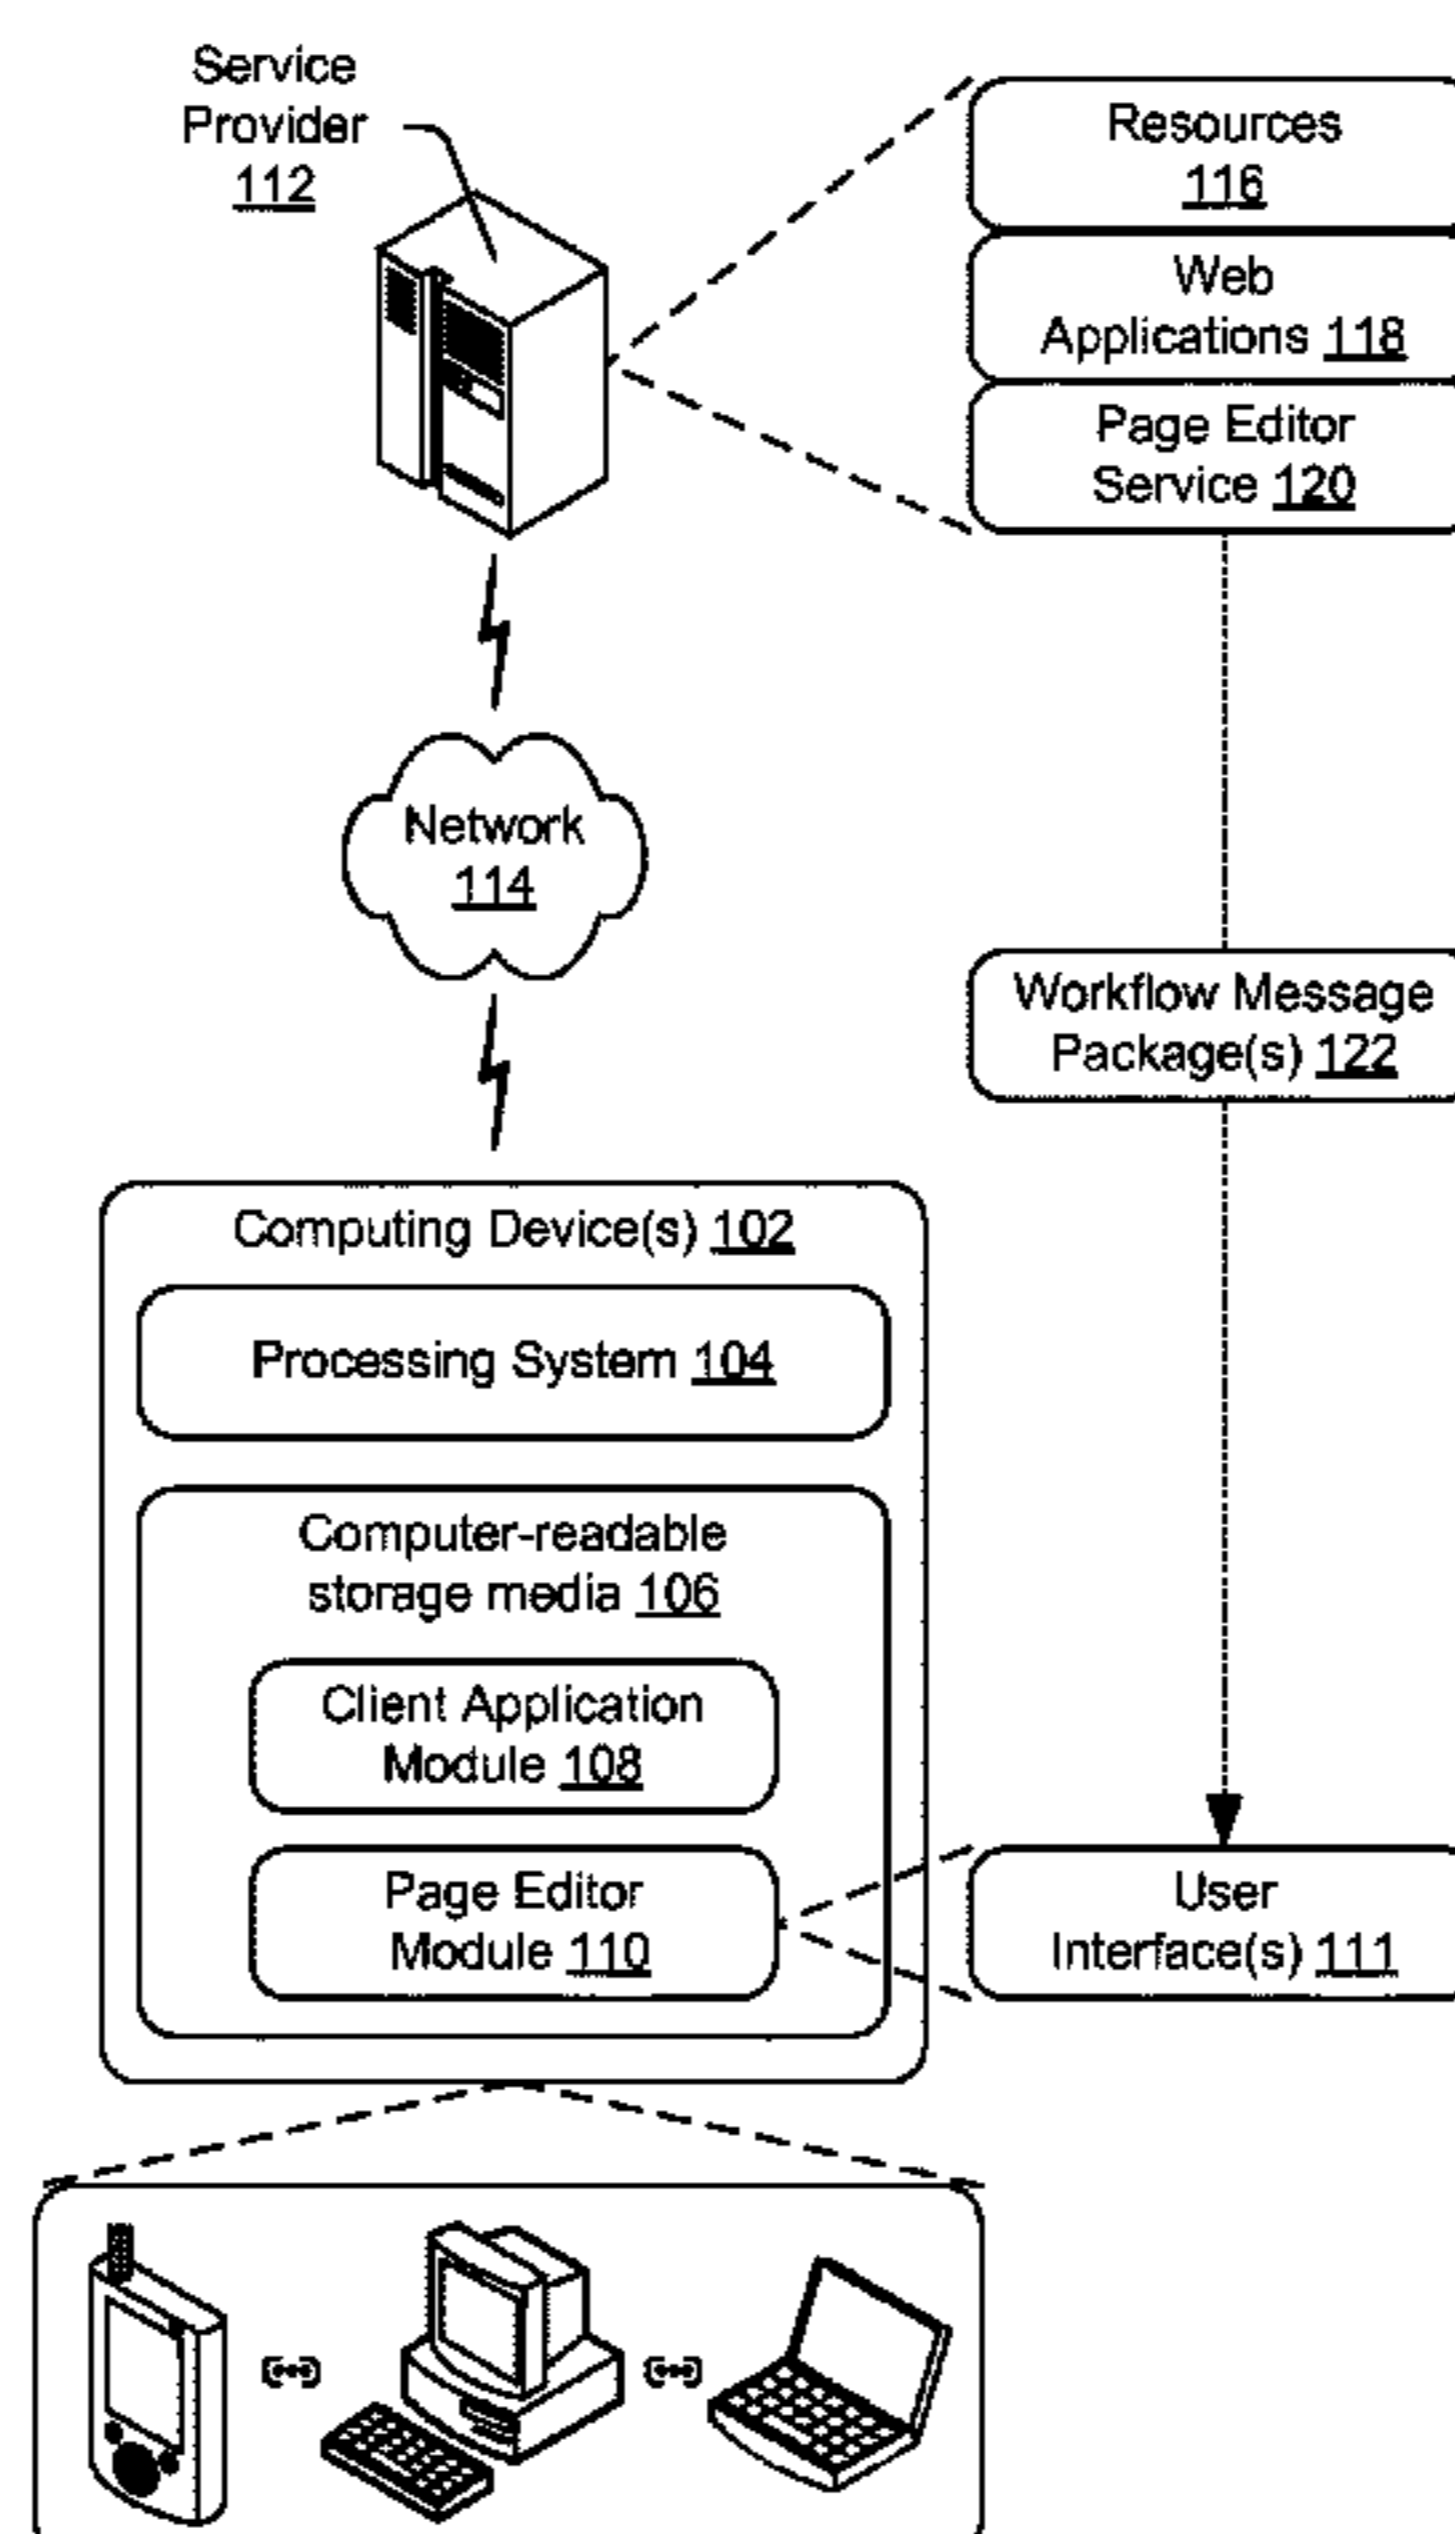 Service
Provider
112
Resources
116
Web
Applications 118
Page Editor
Service 120
Network
114
Workflow Message
Package(s) 122
Computing Device(s) 102
Processing System 104
Computer-readable
storage media 106
Client Application
Module 108
Page Editor
Module 110
User
Interface(s) 111